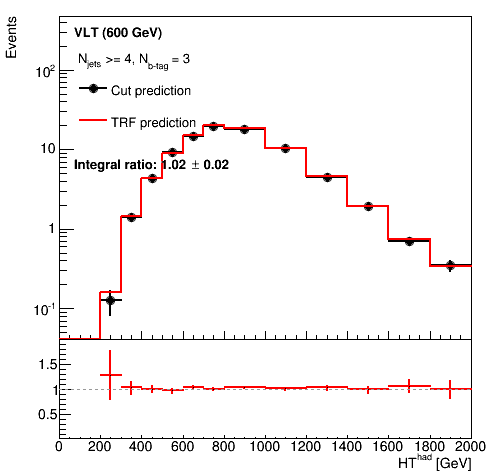 Events
VLT (600 GeV)
N_jets >= 4, N_b-tag = 3
Cut prediction
TRF prediction
Integral ratio: 1.02 ± 0.02
10²
10
1
10⁻¹
1.5
1
0.5
0 200 400 600 800 1000 1200 1400 1600 1800 2000
HT^had [GeV]